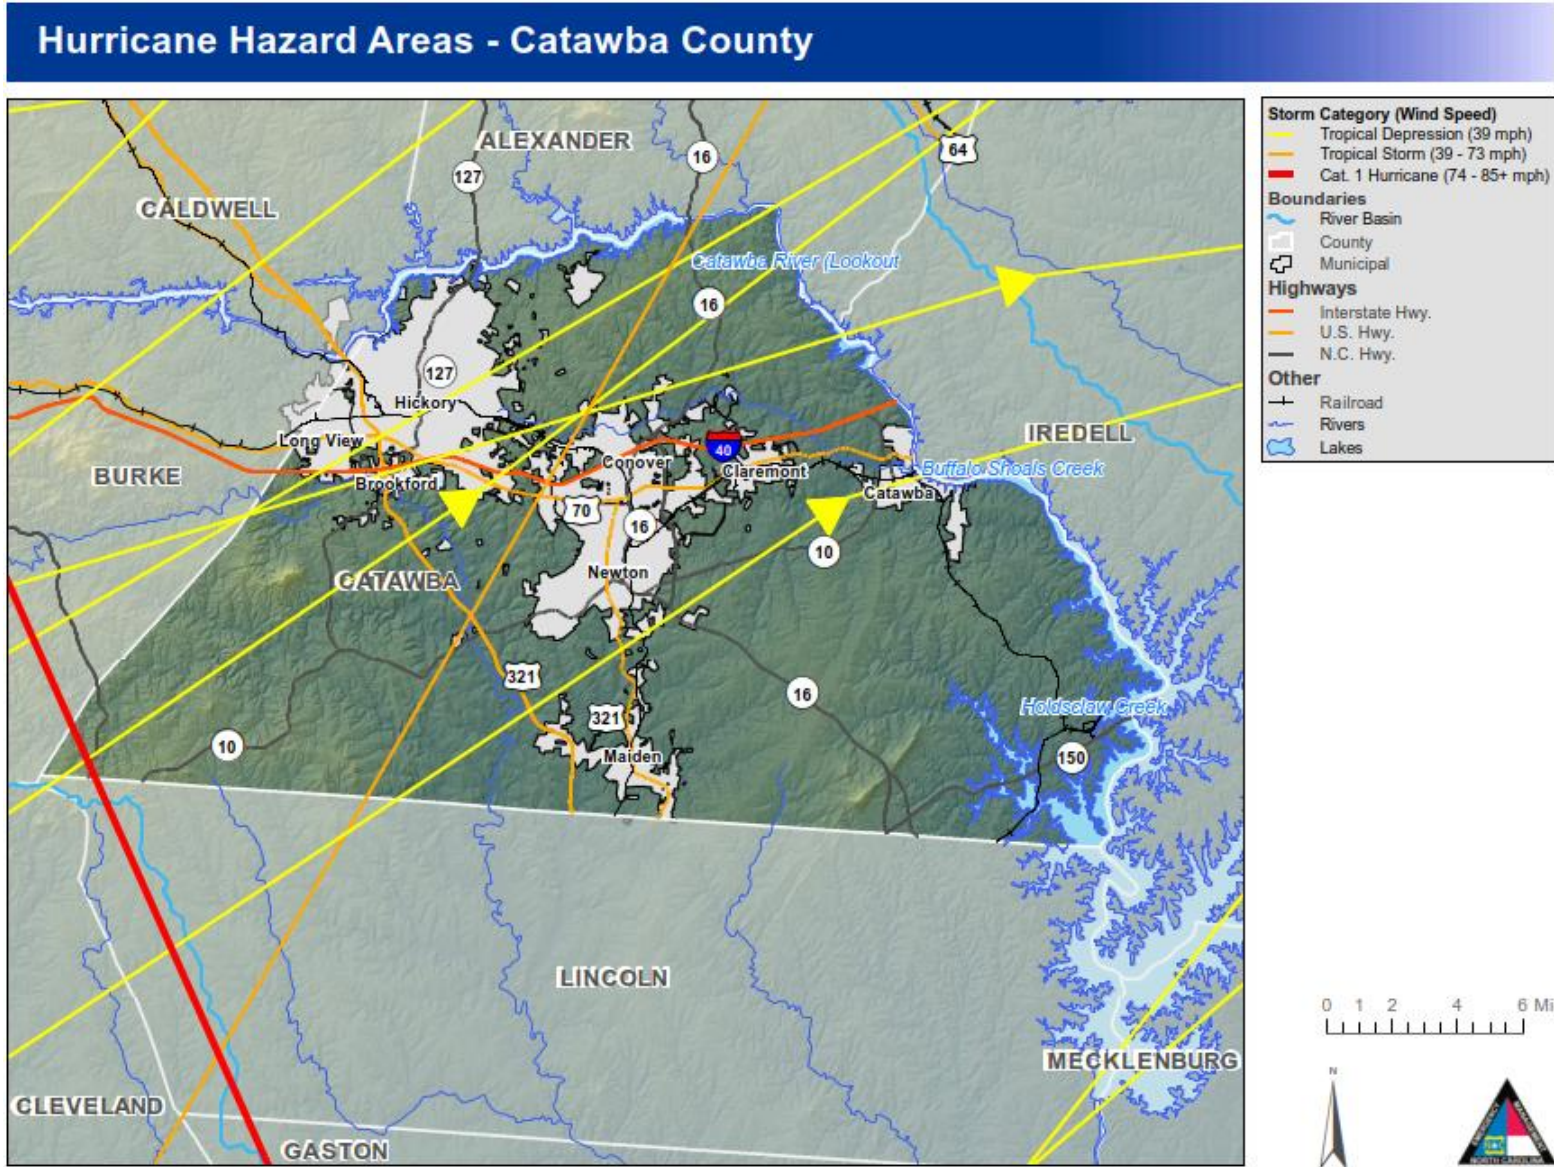 Hurricane Hazard Areas - Catawba County
ALEXANDER
16
64
127
CALDWELL
Catawba River (Lookout
16
127
Hickory
Long View
IREDELL
BURKE
40
Conover
Claremont
Buffalo Shoals Creek
Brookford
Catawba
70
16
10
Newton
CATAWBA
321
16
321
Holdsclaw Creek
10
Maiden
150
LINCOLN
MECKLENBURG
CLEVELAND
GASTON
Storm Category (Wind Speed)
Tropical Depression (39 mph)
Tropical Storm (39 - 73 mph)
Cat. 1 Hurricane (74 - 85+ mph)
Boundaries
River Basin
County
Municipal
Highways
Interstate Hwy.
U.S. Hwy.
N.C. Hwy.
Other
Railroad
Rivers
Lakes
0 1 2 4 6 Mi
N
EMERGENCY
MANAGEMENT
NORTH CAROLINA